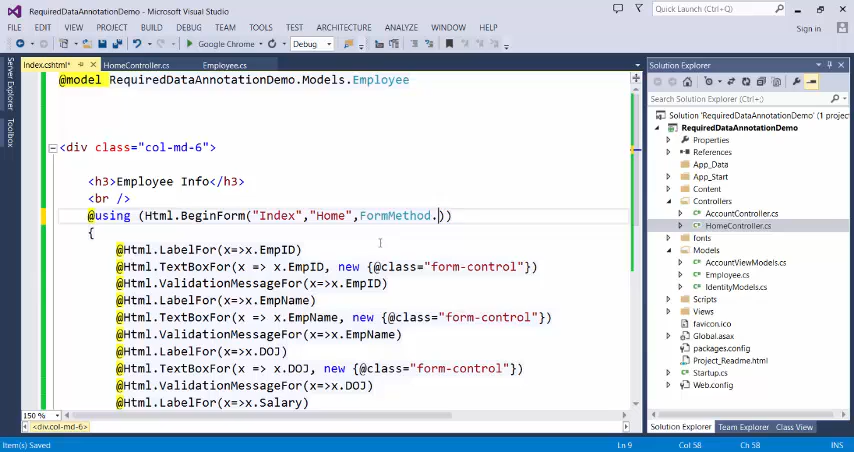 RequiredDataAnnotationDemo - Microsoft Visual Studio
Quick Launch (Ctrl+Q)
FILE EDIT VIEW PROJECT BUILD DEBUG TEAM TOOLS TEST ARCHITECTURE ANALYZE WINDOW HELP
Sign in
Google Chrome Debug
Server Explorer
Toolbox
Index.cshtml* HomeController.cs Employee.cs
@model RequiredDataAnnotationDemo.Models.Employee
<div class="col-md-6">
<h3>Employee Info</h3>
<br />
@using (Html.BeginForm("Index","Home",FormMethod.))
{
@Html.LabelFor(x=>x.EmpID)
@Html.TextBoxFor(x => x.EmpID, new {@class="form-control"})
@Html.ValidationMessageFor(x=>x.EmpID)
@Html.LabelFor(x=>x.EmpName)
@Html.TextBoxFor(x => x.EmpName, new {@class="form-control"})
@Html.ValidationMessageFor(x=>x.EmpName)
@Html.LabelFor(x=>x.DOJ)
@Html.TextBoxFor(x => x.DOJ, new {@class="form-control"})
@Html.ValidationMessageFor(x=>x.DOJ)
@Html.LabelFor(x=>x.Salary)
150 %
<div.col-md-6>
Solution Explorer
Search Solution Explorer (Ctrl+;)
Solution 'RequiredDataAnnotationDemo' (1 projec
RequiredDataAnnotationDemo
Properties
References
App_Data
App_Start
Content
Controllers
AccountController.cs
HomeController.cs
fonts
Models
AccountViewModels.cs
Employee.cs
IdentityModels.cs
Scripts
Views
favicon.ico
Global.asax
packages.config
Project_Readme.html
Startup.cs
Web.config
Solution Explorer Team Explorer Class View
Item(s) Saved Ln 9 Col 58 Ch 58 INS